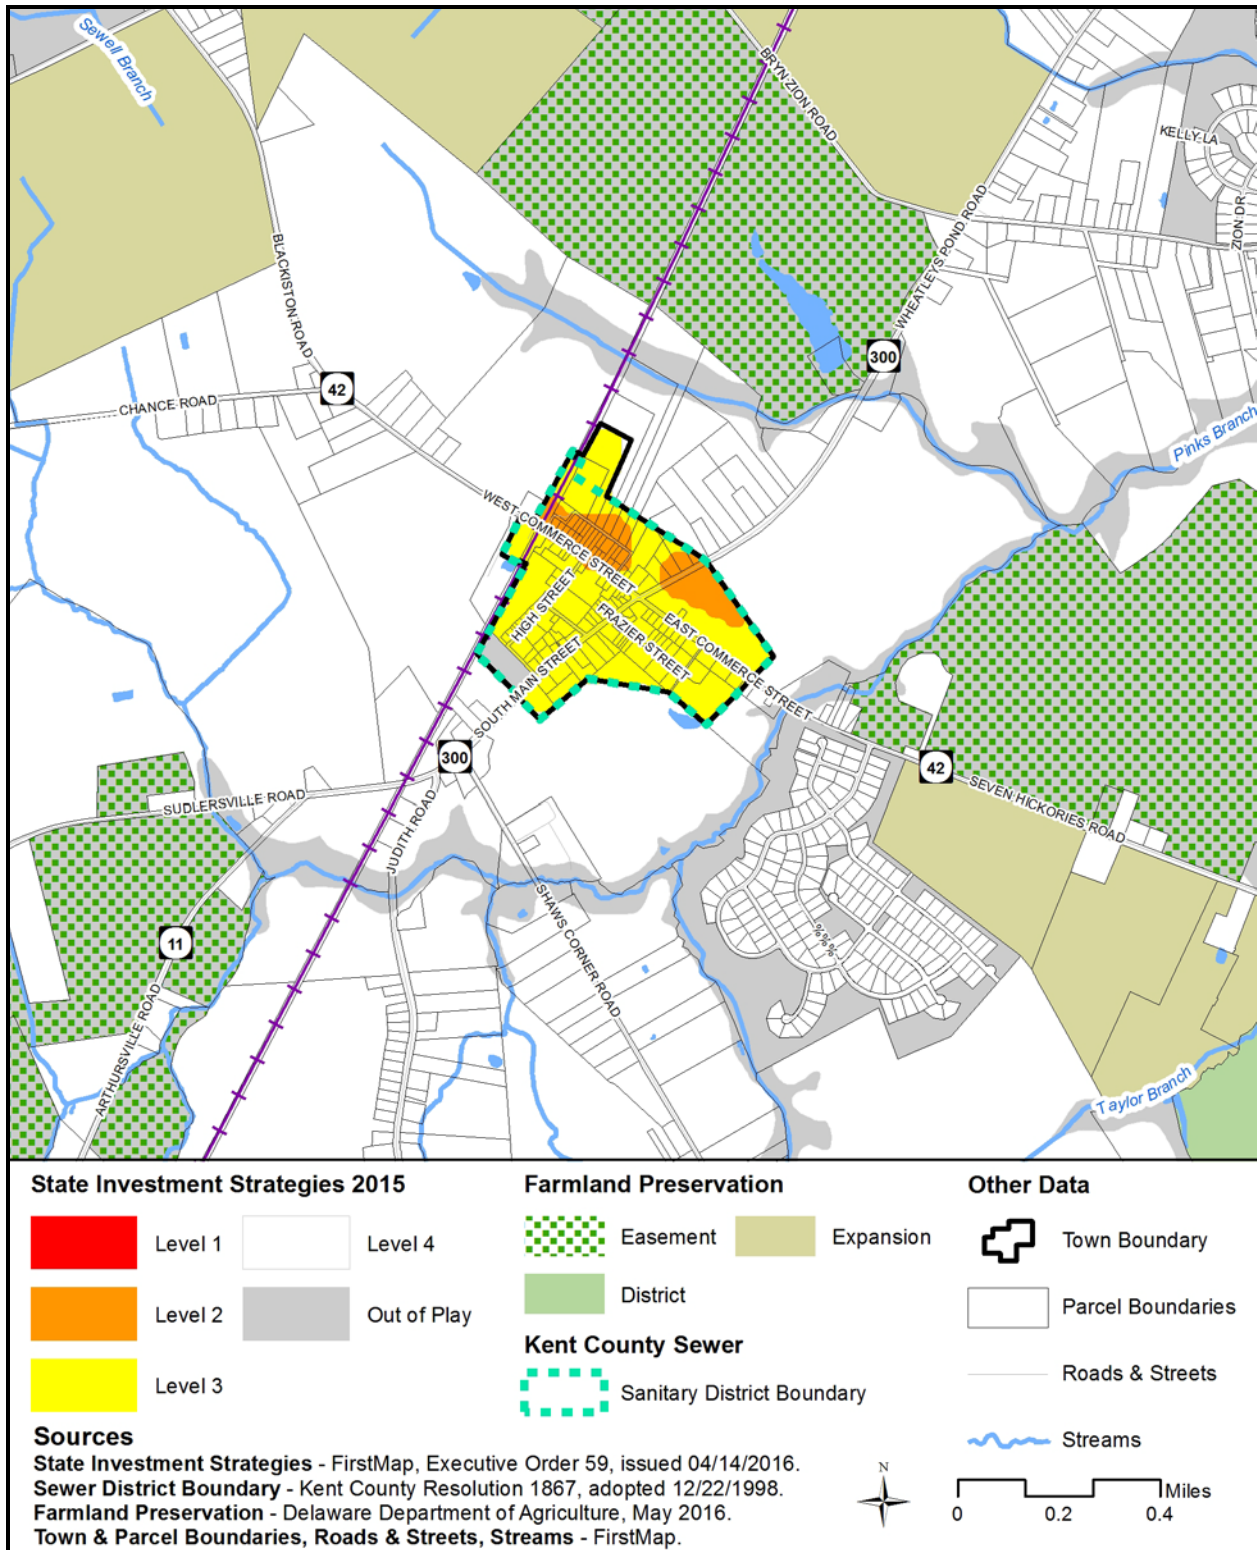 Sewell Branch
BRYN ZION ROAD
KELLY LA
ZION DR
WHEATLEYS POND ROAD
BLACKISTON ROAD
300
42
CHANCE ROAD
Pinks Branch
WEST COMMERCE STREET
HIGH STREET
FRAZIER STREET
EAST COMMERCE STREET
SOUTH MAIN STREET
300
42
SEVEN HICKORIES ROAD
SUDLERSVILLE ROAD
JUDITH ROAD
SHAWS CORNER ROAD
%%%
11
ARTHURSVILLE ROAD
Taylor Branch
State Investment Strategies 2015
Level 1
Level 4
Level 2
Out of Play
Level 3
Farmland Preservation
Easement
Expansion
District
Kent County Sewer
Sanitary District Boundary
Other Data
Town Boundary
Parcel Boundaries
Roads & Streets
Streams
Sources
State Investment Strategies - FirstMap, Executive Order 59, issued 04/14/2016.
Sewer District Boundary - Kent County Resolution 1867, adopted 12/22/1998.
Farmland Preservation - Delaware Department of Agriculture, May 2016.
Town & Parcel Boundaries, Roads & Streets, Streams - FirstMap.
N
Miles
0 0.2 0.4